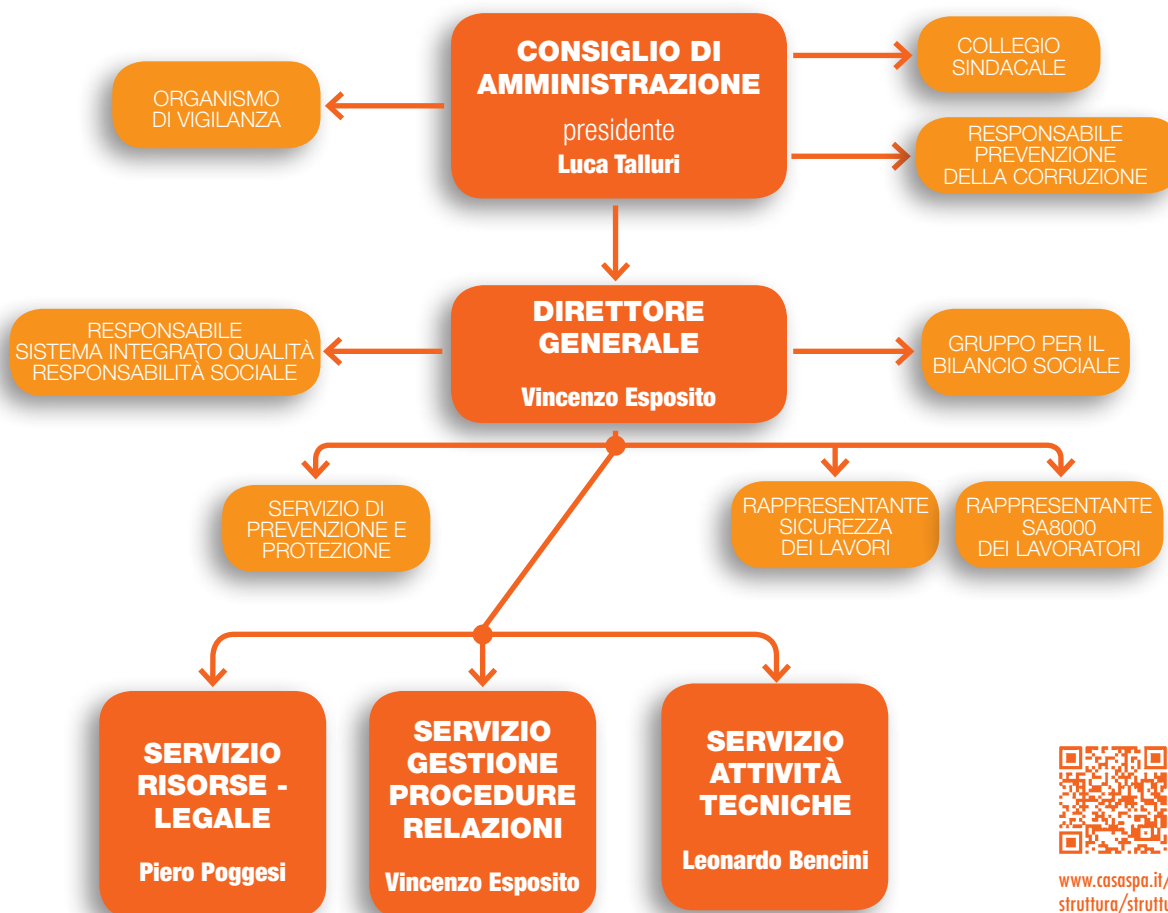 CONSIGLIO DI
AMMINISTRAZIONE
presidente
Luca Talluri
ORGANISMO
DI VIGILANZA
COLLEGIO
SINDACALE
RESPONSABILE
PREVENZIONE
DELLA CORRUZIONE
DIRETTORE
GENERALE
Vincenzo Esposito
RESPONSABILE
SISTEMA INTEGRATO QUALITÀ
RESPONSABILITÀ SOCIALE
GRUPPO PER IL
BILANCIO SOCIALE
SERVIZIO DI
PREVENZIONE E
PROTEZIONE
RAPPRESENTANTE
SICUREZZA
DEI LAVORI
RAPPRESENTANTE
SA8000
DEI LAVORATORI
SERVIZIO
RISORSE -
LEGALE
Piero Poggesi
SERVIZIO
GESTIONE
PROCEDURE
RELAZIONI
Vincenzo Esposito
SERVIZIO
ATTIVITÀ
TECNICHE
Leonardo Bencini
www.casaspa.it/
struttura/struttu